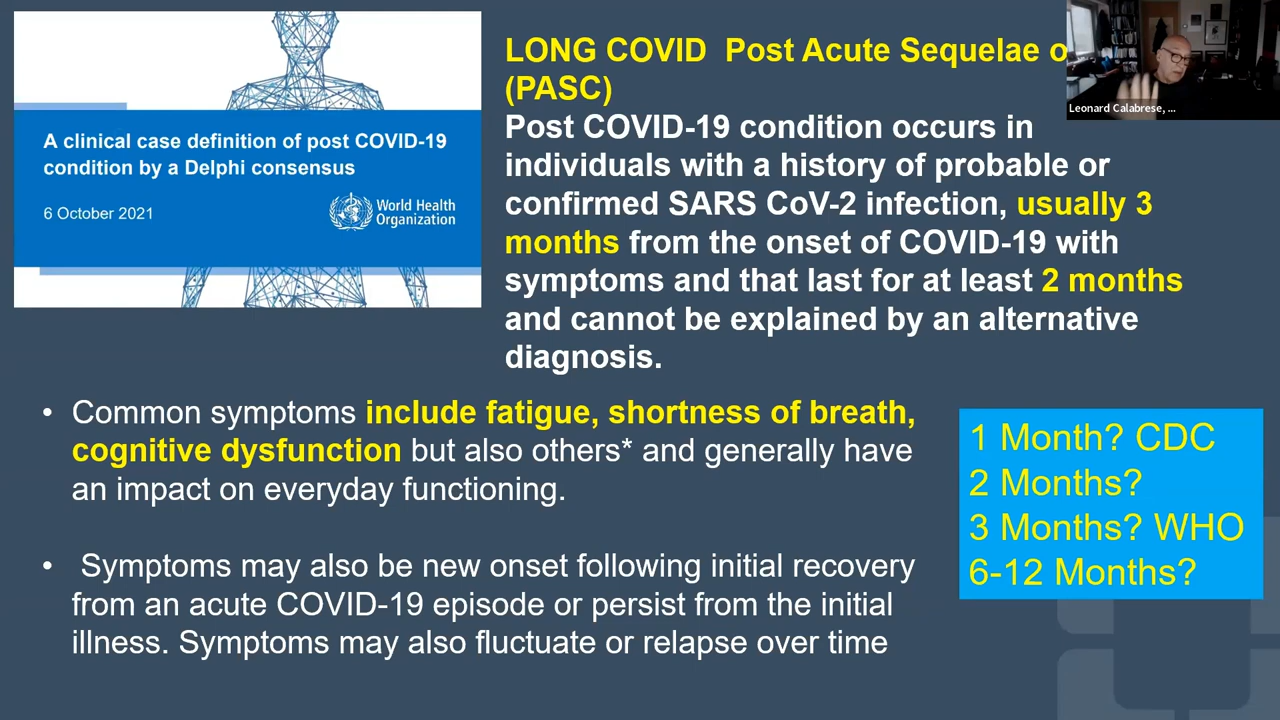 A clinical case definition of post COVID-19
condition by a Delphi consensus
6 October 2021
World Health
Organization
LONG COVID  Post Acute Sequelae o
(PASC)
Post COVID-19 condition occurs in
individuals with a history of probable or
confirmed SARS CoV-2 infection, usually 3
months from the onset of COVID-19 with
symptoms and that last for at least 2 months
and cannot be explained by an alternative
diagnosis.
Leonard Calabrese, ...
• Common symptoms include fatigue, shortness of breath,
cognitive dysfunction but also others* and generally have
an impact on everyday functioning.
• Symptoms may also be new onset following initial recovery
from an acute COVID-19 episode or persist from the initial
illness. Symptoms may also fluctuate or relapse over time
1 Month? CDC
2 Months?
3 Months? WHO
6-12 Months?